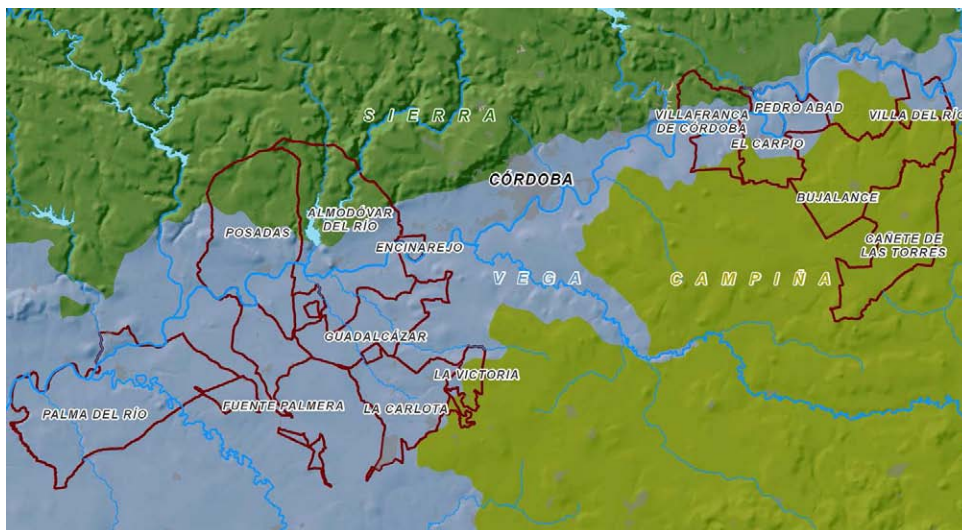 SIERRA
VILLAFRANCA
DE CÓRDOBA
PEDRO ABAD
VILLA DEL RÍO
EL CARPIO
CÓRDOBA
BUJALANCE
ALMODÓVAR
DEL RÍO
POSADAS
ENCINAREJO
CAÑETE DE
LAS TORRES
VEGA
CAMPIÑA
GUADALCÁZAR
LA VICTORIA
PALMA DEL RÍO
FUENTE PALMERA
LA CARLOTA